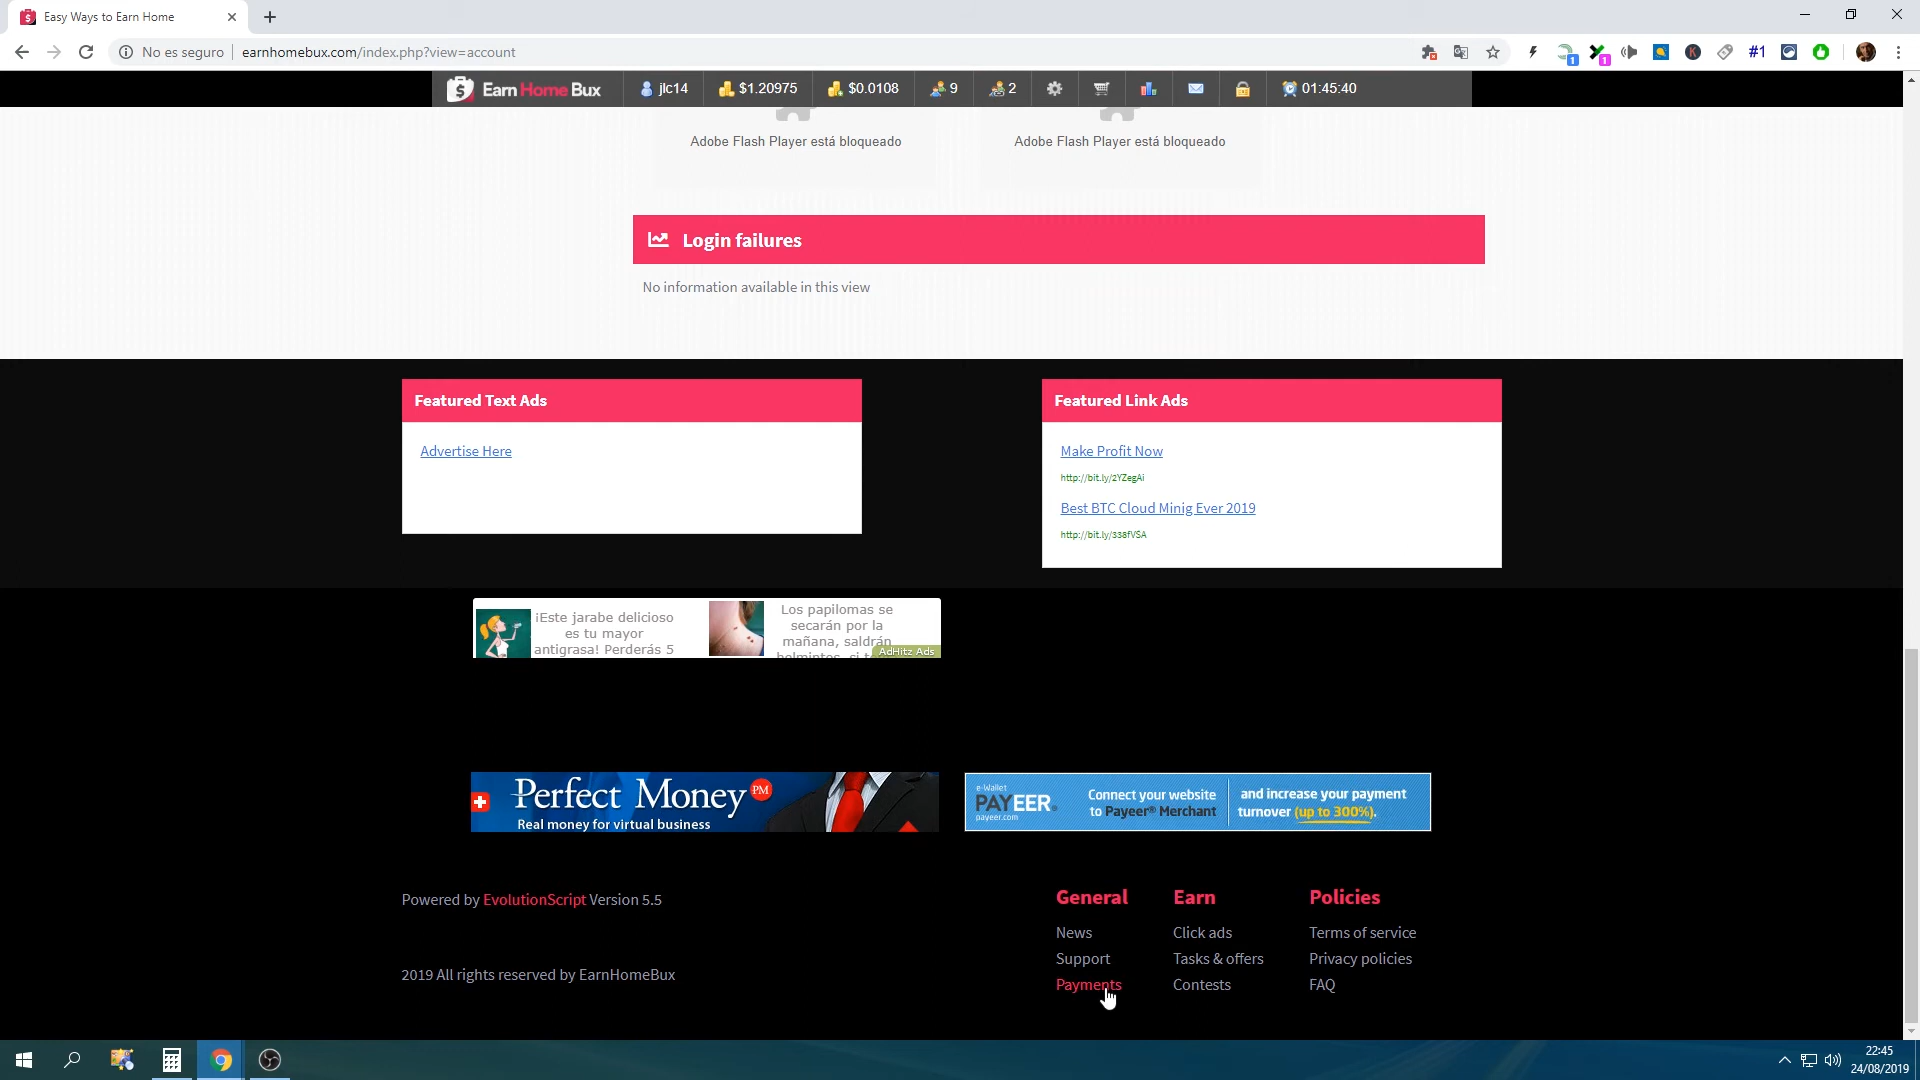 Easy Ways to Earn Home
No es seguro earnhomebux.com/index.php?view=account
1
1
K
#1
$ Earn Home Bux jlc14 $1.20975 $0.0108 9 2 01:45:40
Adobe Flash Player está bloqueado
Adobe Flash Player está bloqueado
Login failures
No information available in this view
Featured Text Ads
Advertise Here
Featured Link Ads
Make Profit Now
http://bit.ly/2YZegAi
Best BTC Cloud Minig Ever 2019
http://bit.ly/338fVSA
¡Este jarabe delicioso
es tu mayor
antigrasa! Perderás 5
Los papilomas se
secarán por la
mañana, saldrán
helmintos, si
AdHitz Ads
Perfect Money PM
Real money for virtual business
e-Wallet
PAYEER®
payeer.com
Connect your website
to Payeer® Merchant
and increase your payment
turnover (up to 300%).
Powered by EvolutionScript Version 5.5
2019 All rights reserved by EarnHomeBux
General
News
Support
Payments
Earn
Click ads
Tasks & offers
Contests
Policies
Terms of service
Privacy policies
FAQ
22:45
24/08/2019